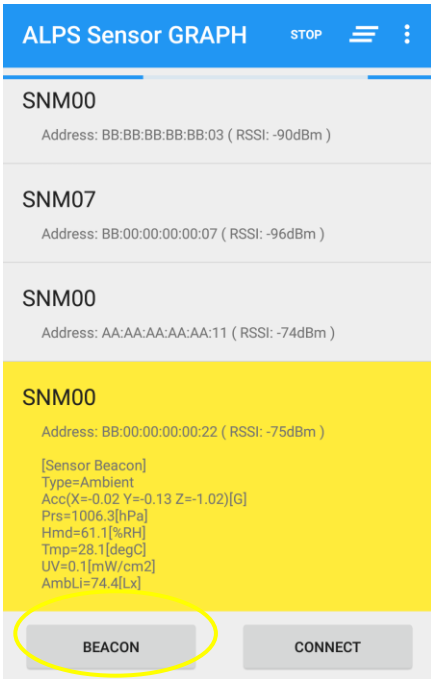 ALPS Sensor GRAPH STOP
SNM00
Address: BB:BB:BB:BB:BB:03 ( RSSI: -90dBm )
SNM07
Address: BB:00:00:00:00:07 ( RSSI: -96dBm )
SNM00
Address: AA:AA:AA:AA:AA:11 ( RSSI: -74dBm )
SNM00
Address: BB:00:00:00:00:22 ( RSSI: -75dBm )
[Sensor Beacon]
Type=Ambient
Acc(X=-0.02 Y=-0.13 Z=-1.02)[G]
Prs=1006.3[hPa]
Hmd=61.1[%RH]
Tmp=28.1[degC]
UV=0.1[mW/cm2]
AmbLi=74.4[Lx]
BEACON CONNECT